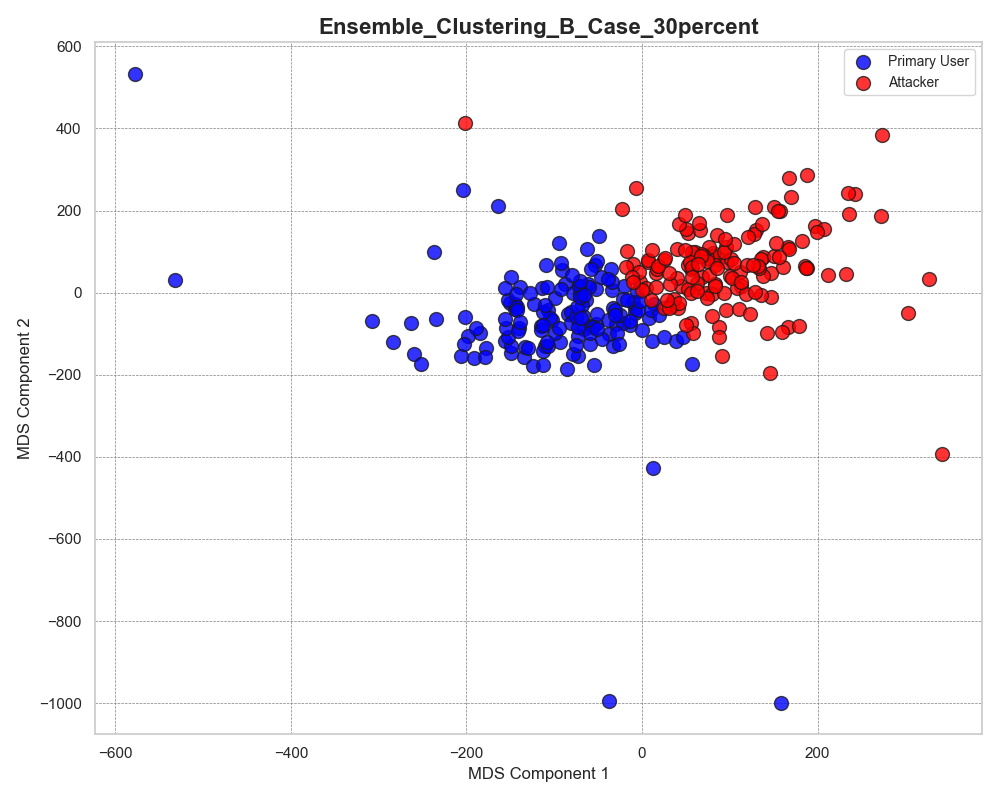 Ensemble_Clustering_B_Case_30percent
Primary User
Attacker
600
400
200
0
−200
−400
−600
−800
−1000
MDS Component 2
−600
−400
−200
0
200
MDS Component 1